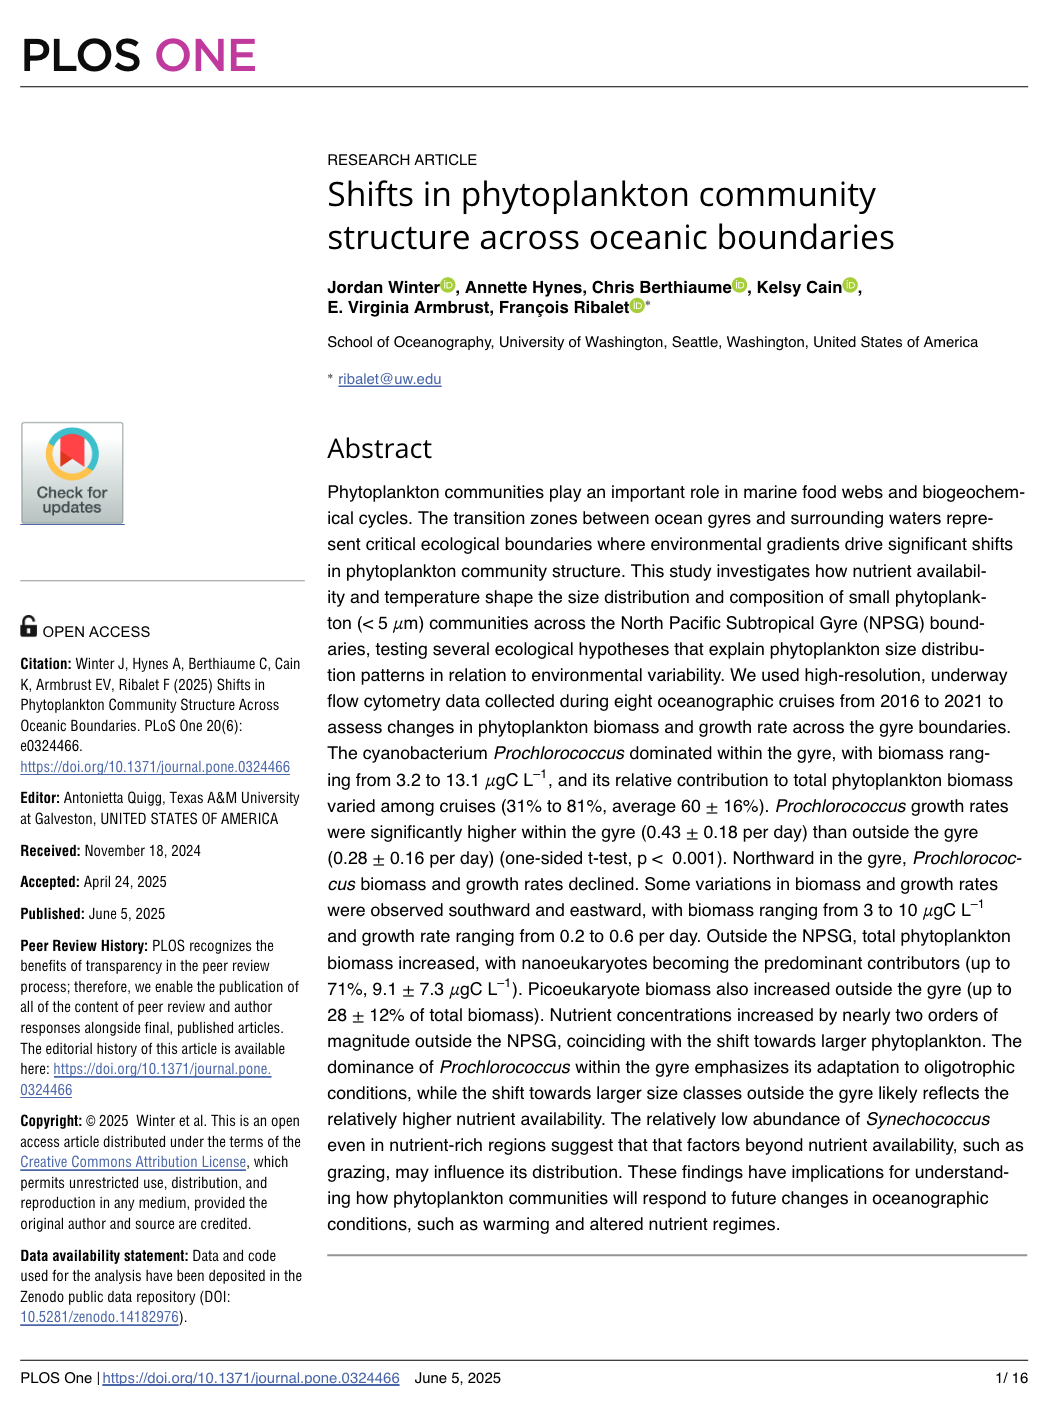 PLOS ONE
RESEARCH ARTICLE
Shifts in phytoplankton community
structure across oceanic boundaries
Jordan Winter, Annette Hynes, Chris Berthiaume, Kelsy Cain,
E. Virginia Armbrust, François Ribalet*
School of Oceanography, University of Washington, Seattle, Washington, United States of America
* ribalet@uw.edu
Abstract
Phytoplankton communities play an important role in marine food webs and biogeochem-
ical cycles. The transition zones between ocean gyres and surrounding waters repre-
sent critical ecological boundaries where environmental gradients drive significant shifts
in phytoplankton community structure. This study investigates how nutrient availabil-
ity and temperature shape the size distribution and composition of small phytoplank-
ton (< 5 μm) communities across the North Pacific Subtropical Gyre (NPSG) bound-
aries, testing several ecological hypotheses that explain phytoplankton size distribu-
tion patterns in relation to environmental variability. We used high-resolution, underway
flow cytometry data collected during eight oceanographic cruises from 2016 to 2021 to
assess changes in phytoplankton biomass and growth rate across the gyre boundaries.
The cyanobacterium Prochlorococcus dominated within the gyre, with biomass rang-
ing from 3.2 to 13.1 μgC L⁻¹, and its relative contribution to total phytoplankton biomass
varied among cruises (31% to 81%, average 60 ± 16%). Prochlorococcus growth rates
were significantly higher within the gyre (0.43 ± 0.18 per day) than outside the gyre
(0.28 ± 0.16 per day) (one-sided t-test, p < 0.001). Northward in the gyre, Prochlorococ-
cus biomass and growth rates declined. Some variations in biomass and growth rates
were observed southward and eastward, with biomass ranging from 3 to 10 μgC L⁻¹
and growth rate ranging from 0.2 to 0.6 per day. Outside the NPSG, total phytoplankton
biomass increased, with nanoeukaryotes becoming the predominant contributors (up to
71%, 9.1 ± 7.3 μgC L⁻¹). Picoeukaryote biomass also increased outside the gyre (up to
28 ± 12% of total biomass). Nutrient concentrations increased by nearly two orders of
magnitude outside the NPSG, coinciding with the shift towards larger phytoplankton. The
dominance of Prochlorococcus within the gyre emphasizes its adaptation to oligotrophic
conditions, while the shift towards larger size classes outside the gyre likely reflects the
relatively higher nutrient availability. The relatively low abundance of Synechococcus
even in nutrient-rich regions suggest that that factors beyond nutrient availability, such as
grazing, may influence its distribution. These findings have implications for understand-
ing how phytoplankton communities will respond to future changes in oceanographic
conditions, such as warming and altered nutrient regimes.
Check for
updates
OPEN ACCESS
Citation: Winter J, Hynes A, Berthiaume C, Cain
K, Armbrust EV, Ribalet F (2025) Shifts in
Phytoplankton Community Structure Across
Oceanic Boundaries. PLoS One 20(6):
e0324466.
https://doi.org/10.1371/journal.pone.0324466
Editor: Antonietta Quigg, Texas A&M University
at Galveston, UNITED STATES OF AMERICA
Received: November 18, 2024
Accepted: April 24, 2025
Published: June 5, 2025
Peer Review History: PLOS recognizes the
benefits of transparency in the peer review
process; therefore, we enable the publication of
all of the content of peer review and author
responses alongside final, published articles.
The editorial history of this article is available
here: https://doi.org/10.1371/journal.pone.
0324466
Copyright: © 2025 Winter et al. This is an open
access article distributed under the terms of the
Creative Commons Attribution License, which
permits unrestricted use, distribution, and
reproduction in any medium, provided the
original author and source are credited.
Data availability statement: Data and code
used for the analysis have been deposited in the
Zenodo public data repository (DOI:
10.5281/zenodo.14182976).
PLOS One | https://doi.org/10.1371/journal.pone.0324466 June 5, 2025 1/ 16